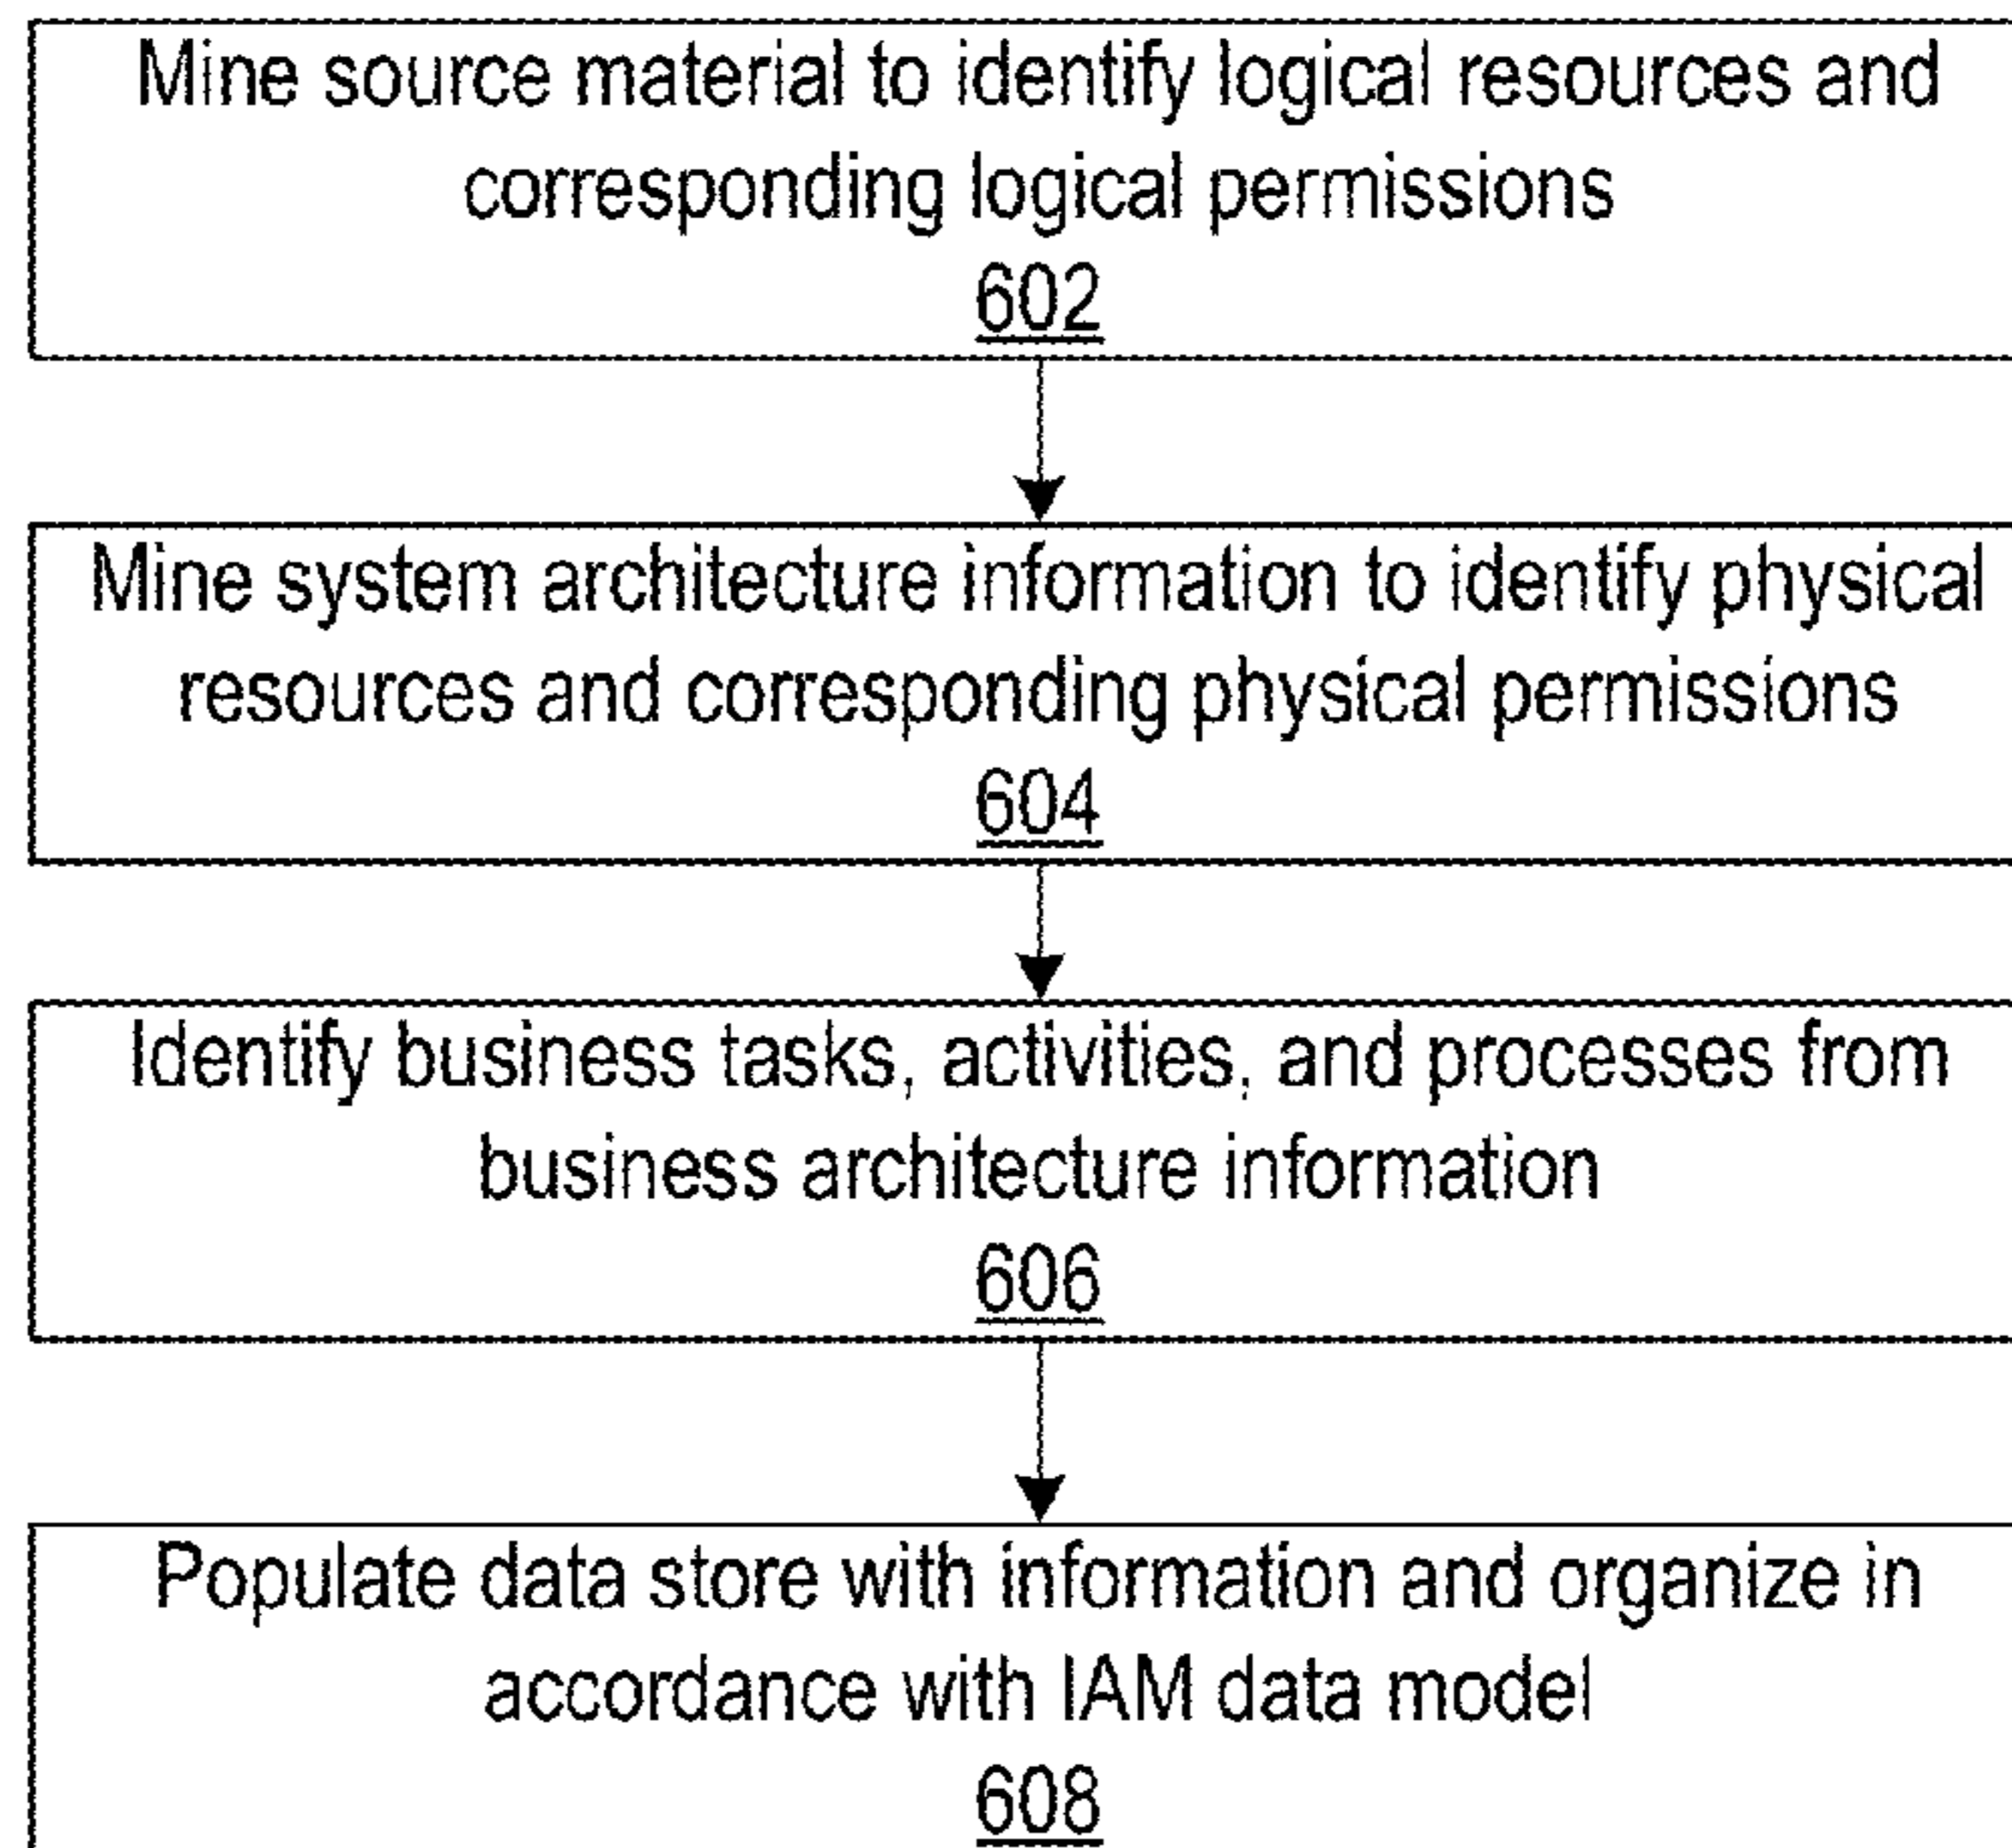 Mine source material to identify logical resources and
corresponding logical permissions
602
Mine system architecture information to identify physical
resources and corresponding physical permissions
604
Identify business tasks, activities, and processes from
business architecture information
606
Populate data store with information and organize in
accordance with IAM data model
608